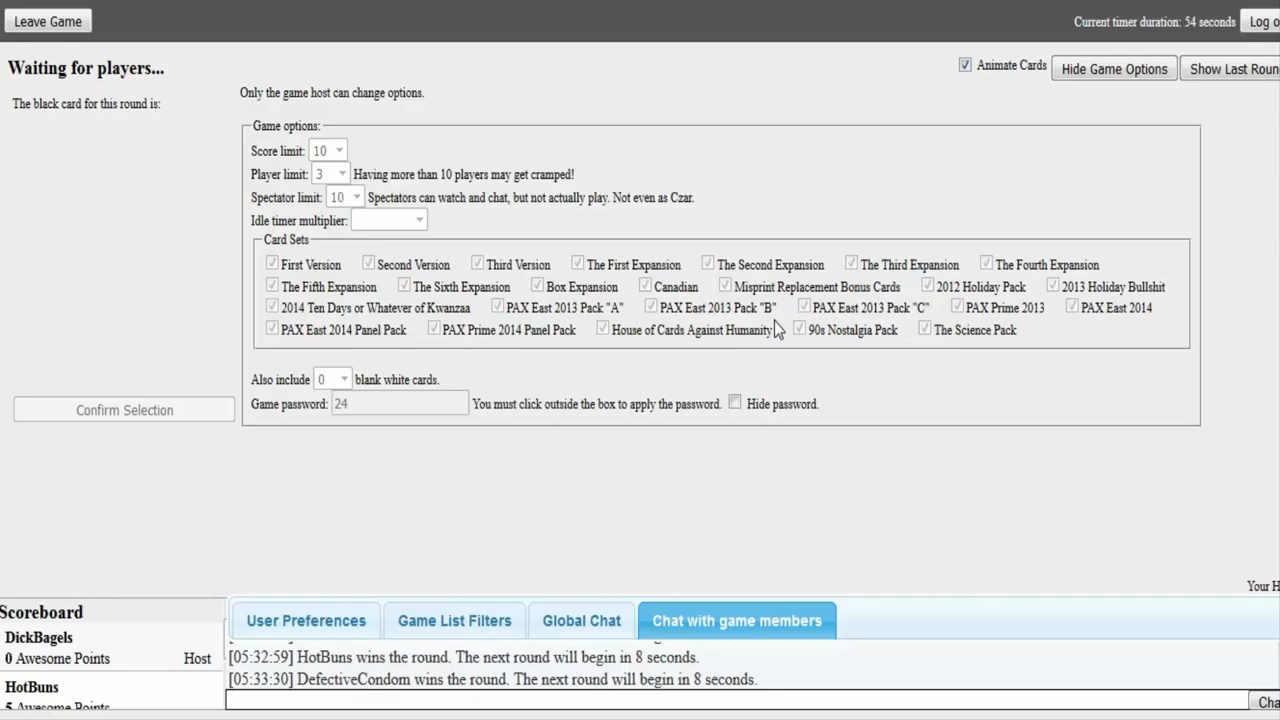 Leave Game
Current timer duration: 54 seconds
Log o
Waiting for players...
Animate Cards
Hide Game Options
Show Last Roun
The black card for this round is:
Only the game host can change options.
Game options:
Score limit: 10
Player limit: 3 Having more than 10 players may get cramped!
Spectator limit: 10 Spectators can watch and chat, but not actually play. Not even as Czar.
Idle timer multiplier:
Card Sets
First Version Second Version Third Version The First Expansion The Second Expansion The Third Expansion The Fourth Expansion
The Fifth Expansion The Sixth Expansion Box Expansion Canadian Misprint Replacement Bonus Cards 2012 Holiday Pack 2013 Holiday Bullshit
2014 Ten Days or Whatever of Kwanzaa PAX East 2013 Pack "A" PAX East 2013 Pack "B" PAX East 2013 Pack "C" PAX Prime 2013 PAX East 2014
PAX East 2014 Panel Pack PAX Prime 2014 Panel Pack House of Cards Against Humanity 90s Nostalgia Pack The Science Pack
Also include 0 blank white cards.
Game password: 24 You must click outside the box to apply the password. Hide password.
Confirm Selection
Your H
Scoreboard
DickBagels
0 Awesome Points Host
HotBuns
5 Awesome Points
User Preferences Game List Filters Global Chat Chat with game members
[05:32:59] HotBuns wins the round. The next round will begin in 8 seconds.
[05:33:30] DefectiveCondom wins the round. The next round will begin in 8 seconds.
Cha